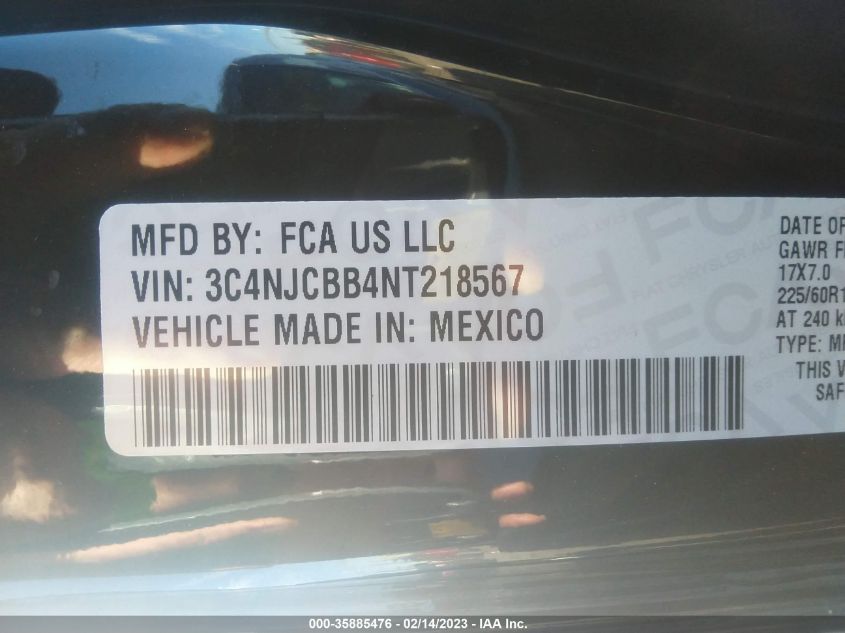 MFD BY: FCA US LLC
VIN: 3C4NJCBB4NT218567
VEHICLE MADE IN: MEXICO
DATE OF
GAWR F
17X7.0
225/60R1
AT 240 k
TYPE: M
THIS V
SAF
000-35885476 - 02/14/2023 - IAA Inc.